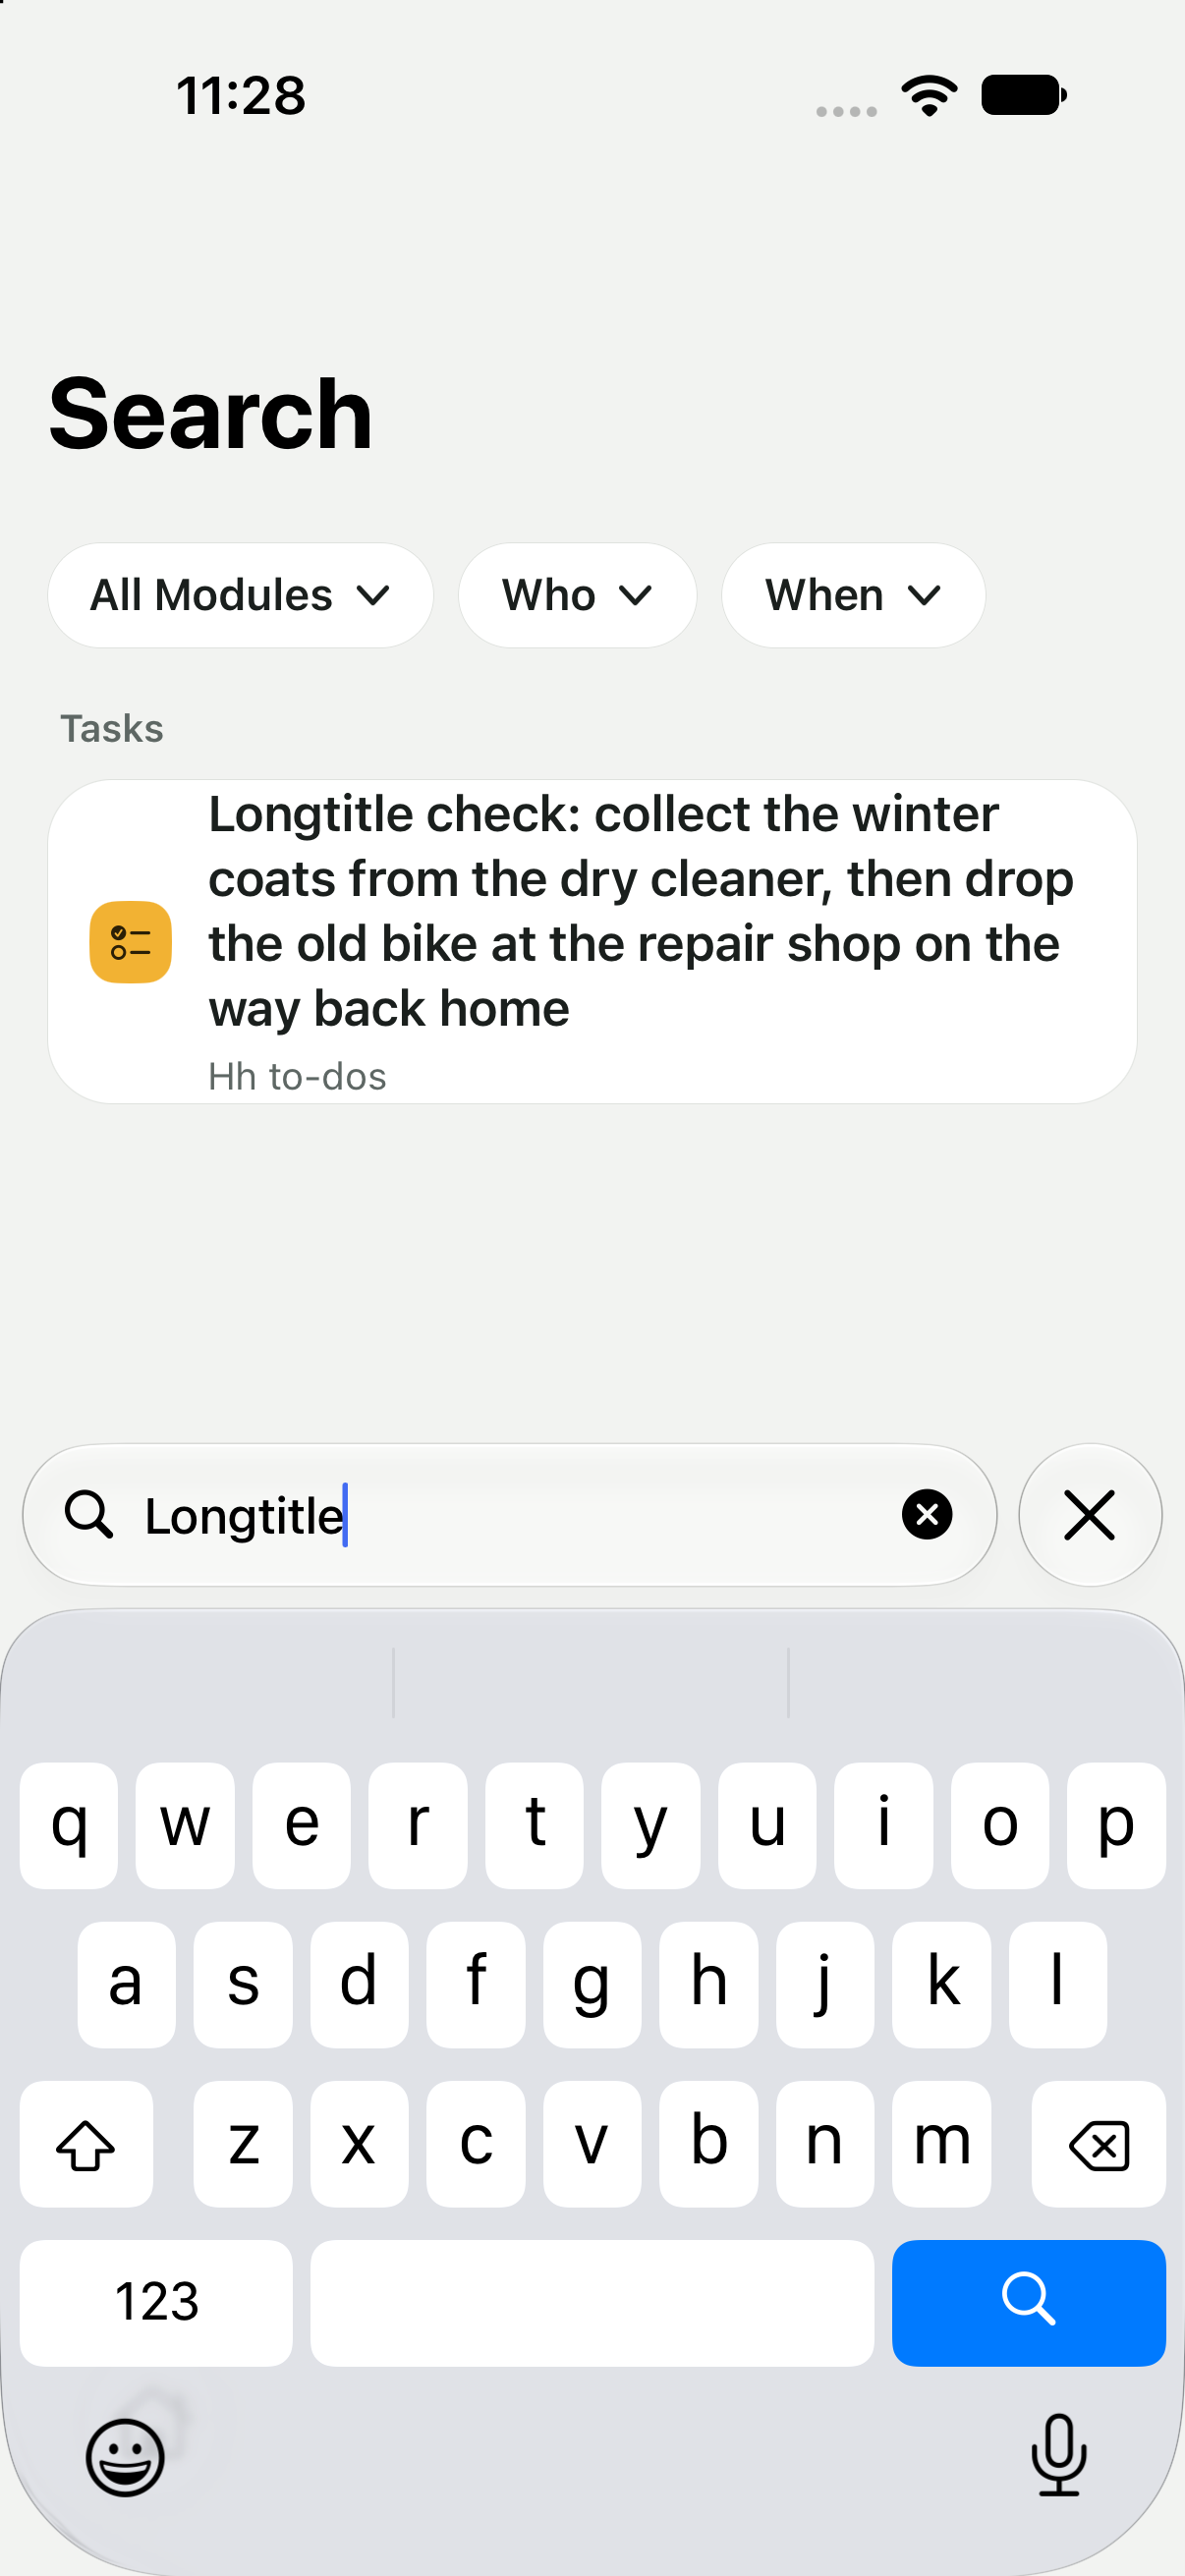 11:28
Search
All Modules
Who
When
Tasks
Longtitle check: collect the winter
coats from the dry cleaner, then drop
the old bike at the repair shop on the
way back home
Hh to-dos
Longtitle
q w e r t y u i o p
a s d f g h j k l
z x c v b n m
123